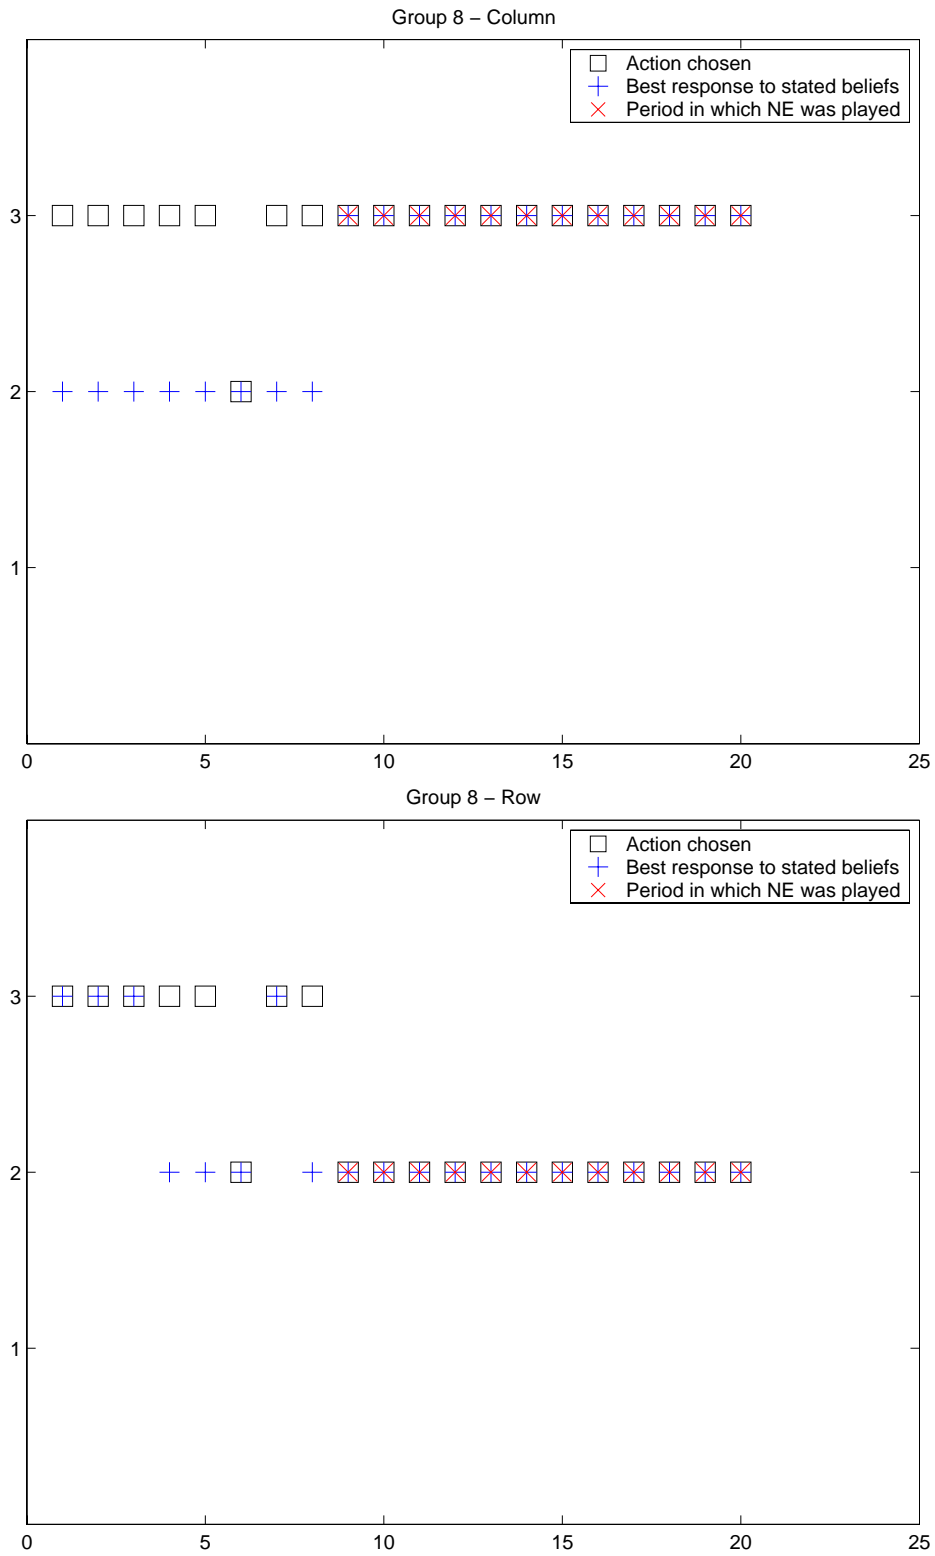 Group 8 – Column
Action chosen
Best response to stated beliefs
Period in which NE was played
3
2
1
0 5 10 15 20 25
Group 8 – Row
Action chosen
Best response to stated beliefs
Period in which NE was played
3
2
1
0 5 10 15 20 25